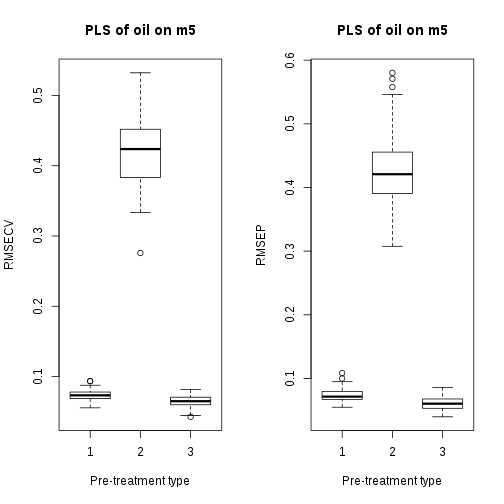 PLS of oil on m5
RMSECV
0.5
0.4
0.3
0.2
0.1
1 2 3
Pre-treatment type
PLS of oil on m5
RMSEP
0.6
0.5
0.4
0.3
0.2
0.1
1 2 3
Pre-treatment type